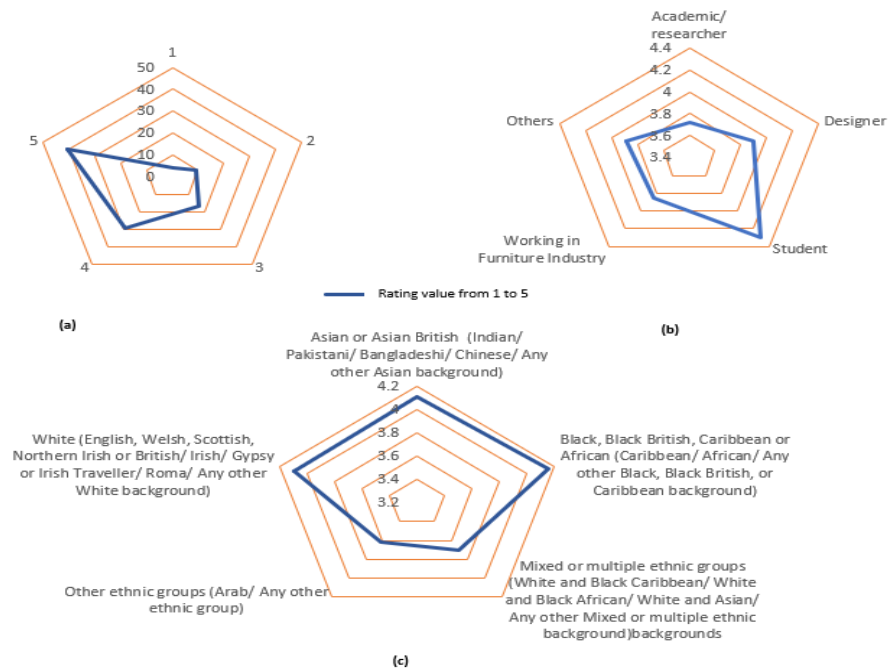 1
50
40
30
20
10
0
2
3
4
5
(a)
Academic/
researcher
4.4
4.2
4
3.8
3.6
3.4
Designer
Student
Working in
Furniture Industry
Others
(b)
Rating value from 1 to 5
Asian or Asian British (Indian/
Pakistani/ Bangladeshi/ Chinese/ Any
other Asian background)
4.2
4
3.8
3.6
3.4
3.2
Black, Black British, Caribbean or
African (Caribbean/ African/ Any
other Black, Black British, or
Caribbean background)
Mixed or multiple ethnic groups
(White and Black Caribbean/ White
and Black African/ White and Asian/
Any other Mixed or multiple ethnic
background)backgrounds
Other ethnic groups (Arab/ Any other
ethnic group)
White (English, Welsh, Scottish,
Northern Irish or British/ Irish/ Gypsy
or Irish Traveller/ Roma/ Any other
White background)
(c)